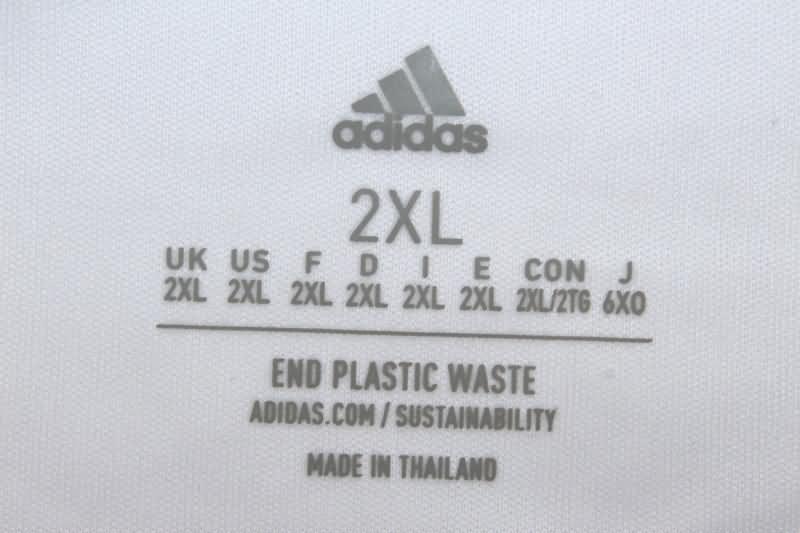 adidas
2XL
UK US F D I E CON J
2XL 2XL 2XL 2XL 2XL 2XL 2XL/2TG 6XO
END PLASTIC WASTE
ADIDAS.COM / SUSTAINABILITY
MADE IN THAILAND